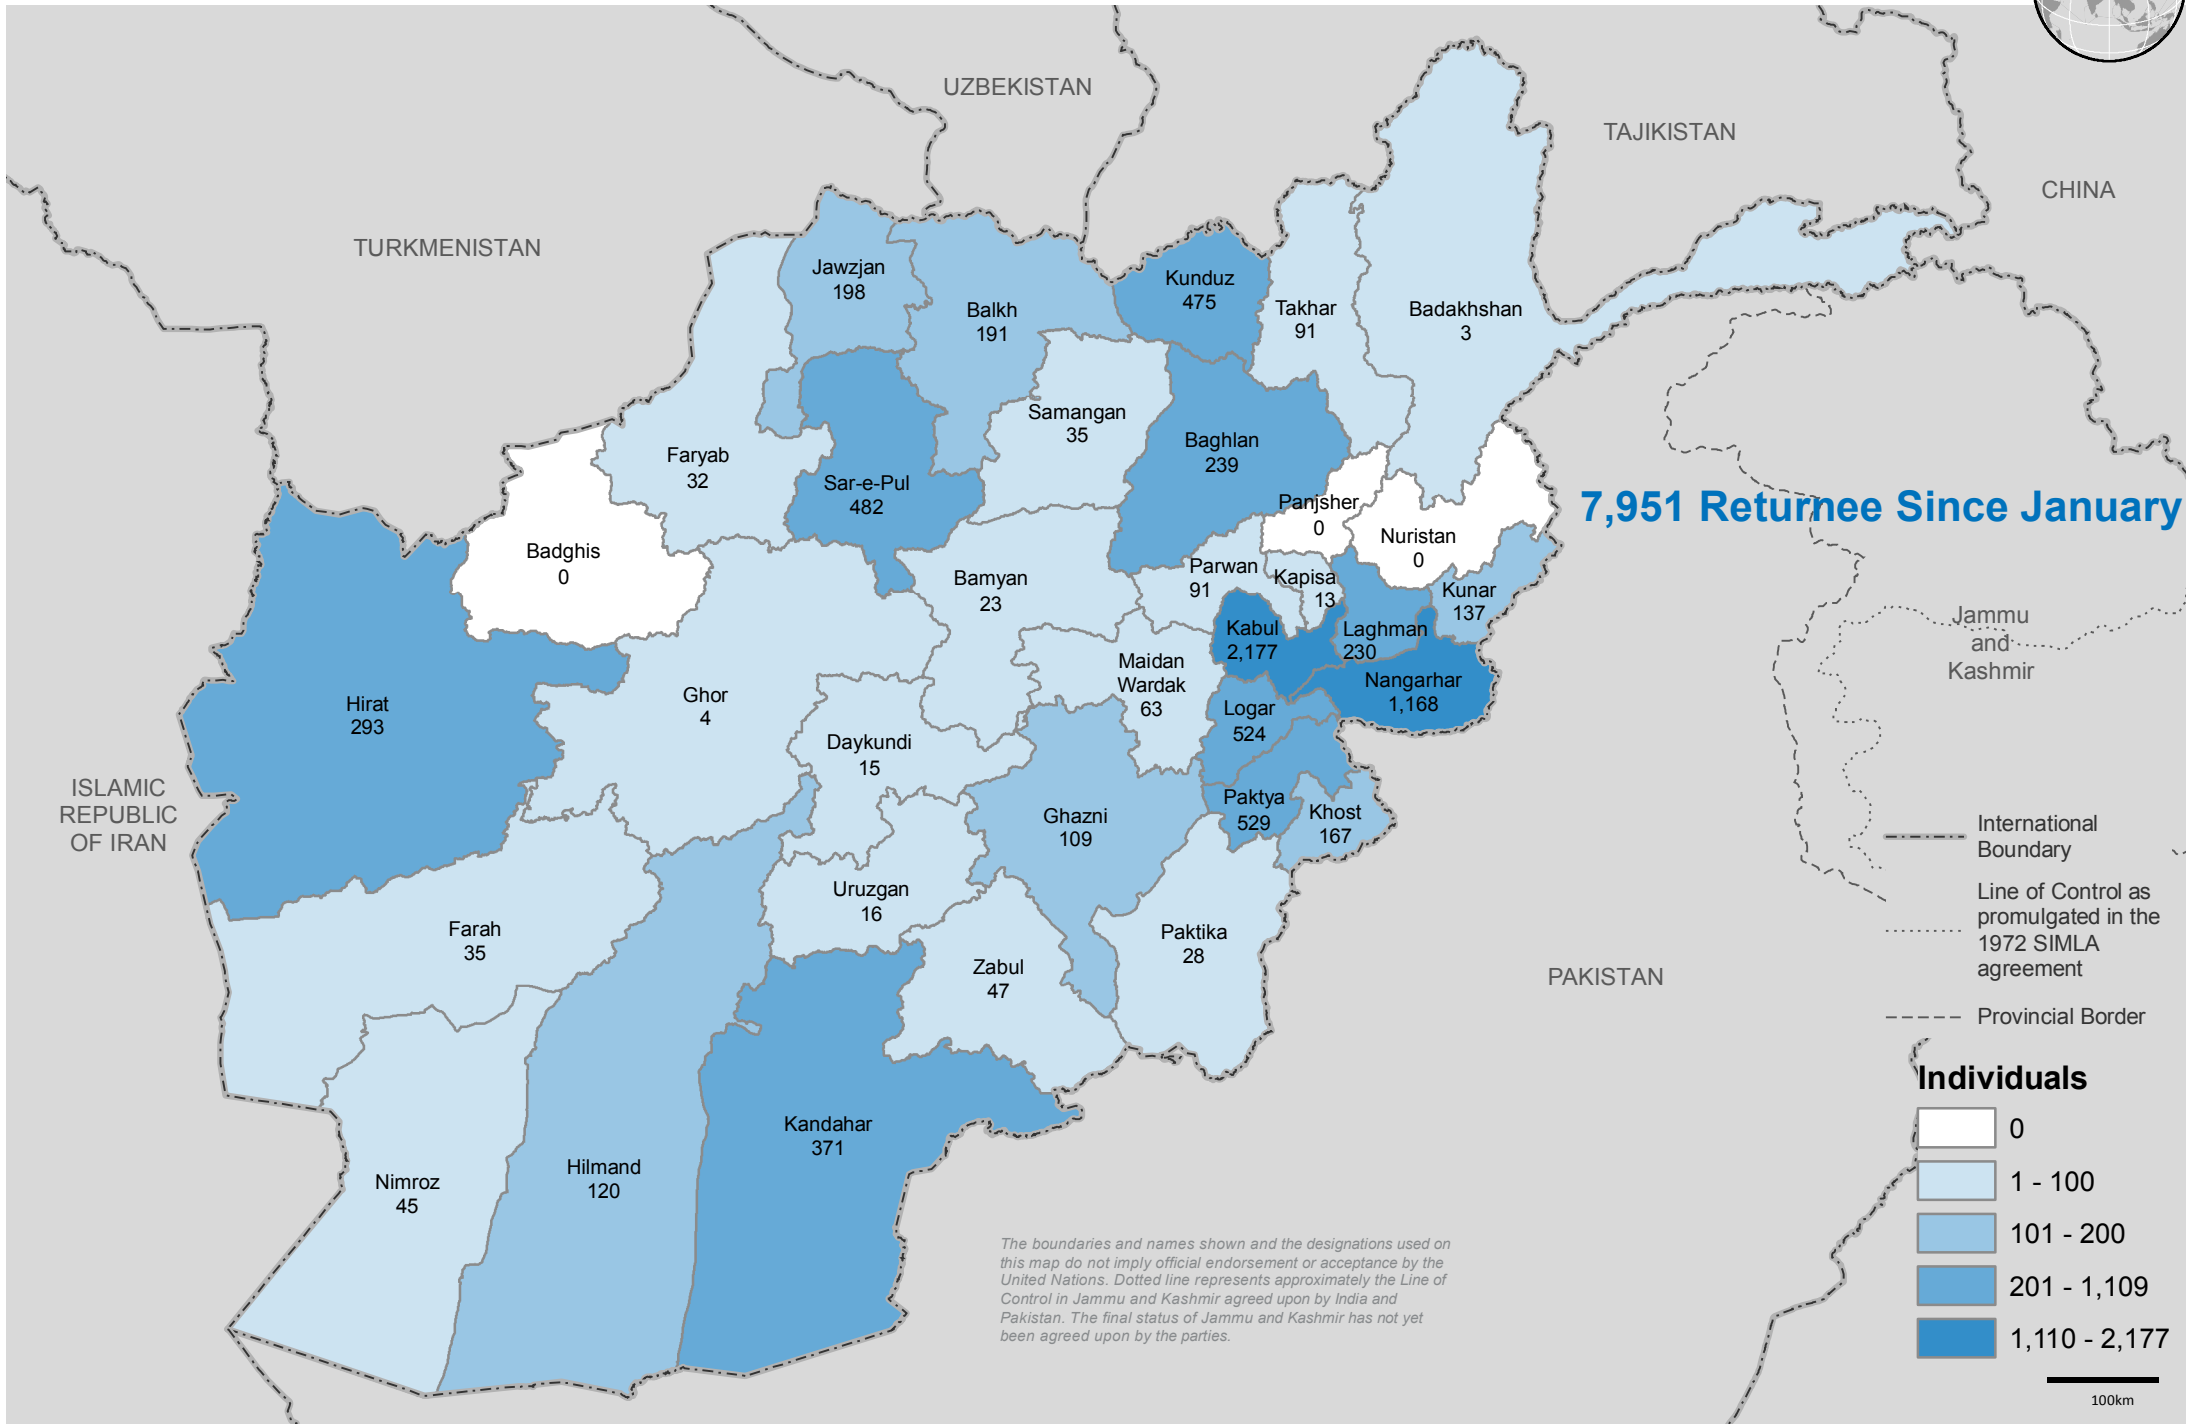 UZBEKISTAN
TAJIKISTAN
CHINA
TURKMENISTAN
Jawzjan
198
Balkh
191
Kunduz
475
Takhar
91
Badakhshan
3
Samangan
35
Baghlan
239
Faryab
32
Sar-e-Pul
482
Panjsher
0
7,951 Returnee Since January
Nuristan
0
Badghis
0
Bamyan
23
Parwan
91
Kapisa
13
Kunar
137
Kabul
2,177
Laghman
230
Jammu
and
Kashmir
Maidan
Wardak
63
Nangarhar
1,168
Hirat
293
Ghor
4
Logar
524
Daykundi
15
ISLAMIC
REPUBLIC
OF IRAN
Ghazni
109
Paktya
529
Khost
167
Uruzgan
16
Farah
35
Paktika
28
Zabul
47
PAKISTAN
Kandahar
371
Hilmand
120
Nimroz
45
International
Boundary
Line of Control as
promulgated in the
1972 SIMLA
agreement
Provincial Border
Individuals
0
1 - 100
101 - 200
201 - 1,109
1,110 - 2,177
100km
The boundaries and names shown and the designations used on
this map do not imply official endorsement or acceptance by the
United Nations. Dotted line represents approximately the Line of
Control in Jammu and Kashmir agreed upon by India and
Pakistan. The final status of Jammu and Kashmir has not yet
been agreed upon by the parties.